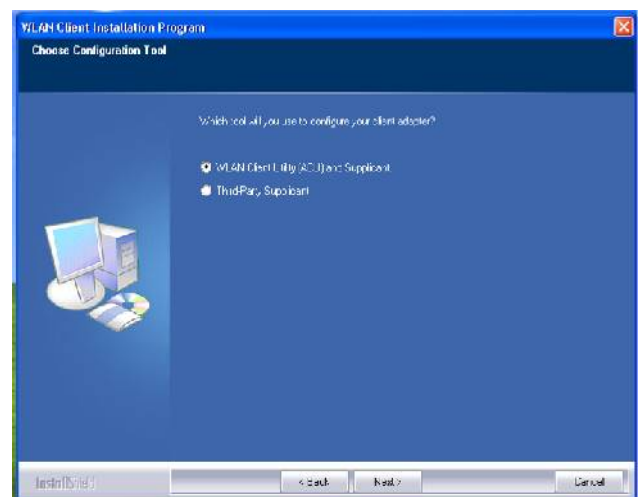 WLAN Client Installation Program
Choose Configuration Tool
Which tool will you use to configure your client adapter?
WLAN Client Utility (ACU) and Supplicant
Third-Party Supplicant
InstallShield
< Back
Next >
Cancel